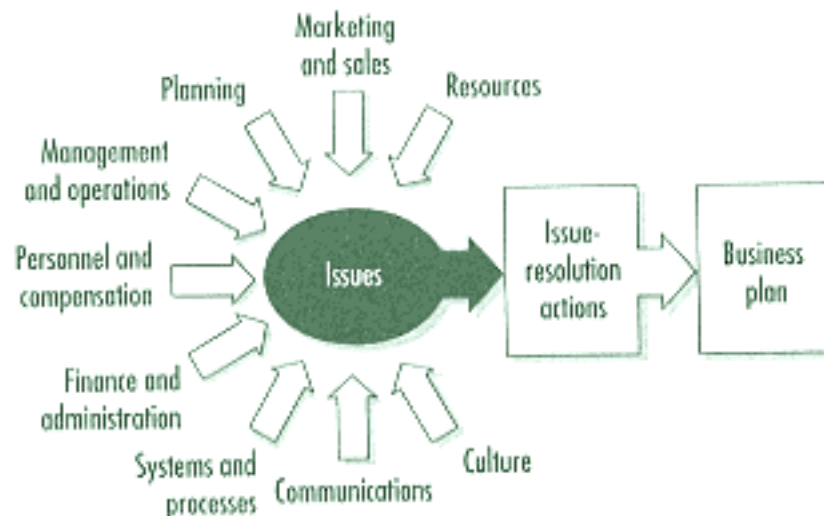 Marketing
and sales
Planning
Resources
Management
and operations
Personnel and
compensation
Issues
Issue-
resolution
actions
Business
plan
Finance and
administration
Systems and
processes
Communications
Culture